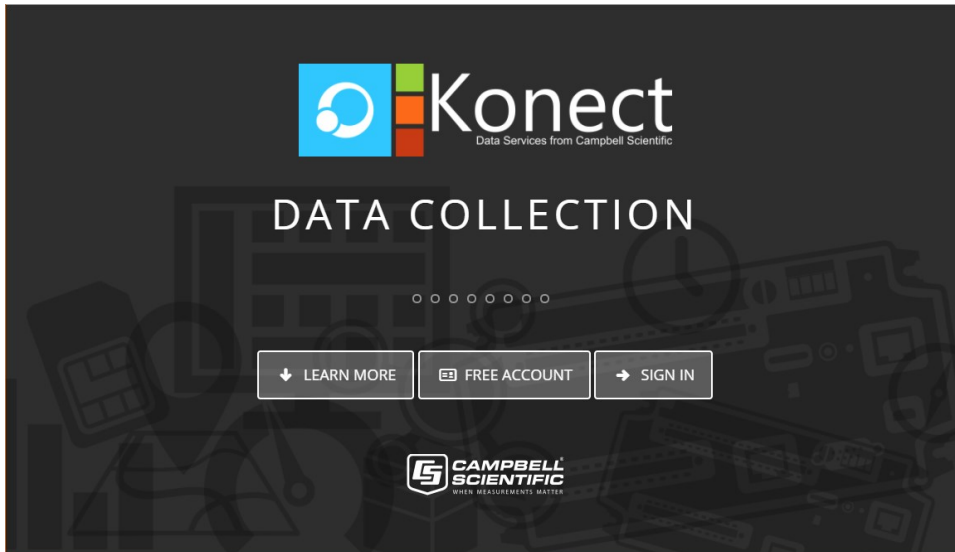 Konect
Data Services from Campbell Scientific
DATA COLLECTION
LEARN MORE
FREE ACCOUNT
SIGN IN
CAMPBELL
SCIENTIFIC
WHEN MEASUREMENTS MATTER